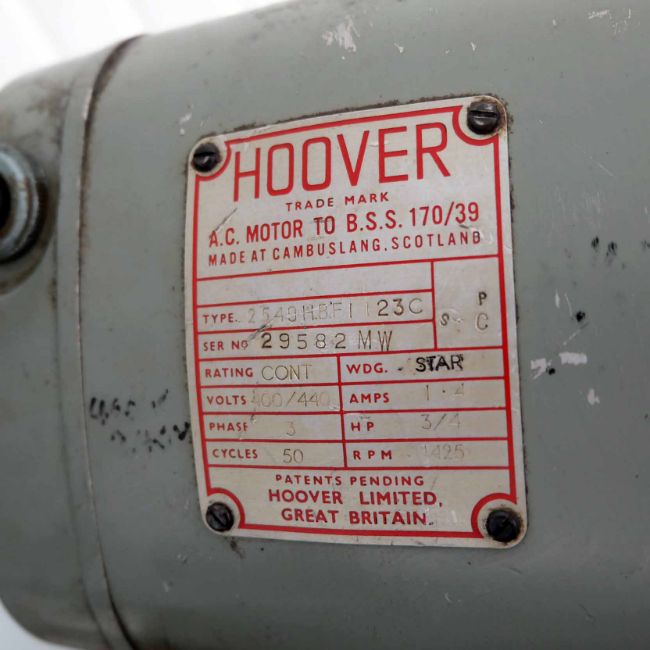 HOOVER
TRADE MARK
A.C. MOTOR TO B.S.S. 170/39
MADE AT CAMBUSLANG, SCOTLAND
TYPE. 2549H.B.F1123C
S P C
SER NO 29582 MW
RATING CONT WDG. STAR
VOLTS 400/440 AMPS 1.4
PHASE 3 HP 3/4
CYCLES 50 RPM 1425
PATENTS PENDING
HOOVER LIMITED,
GREAT BRITAIN.